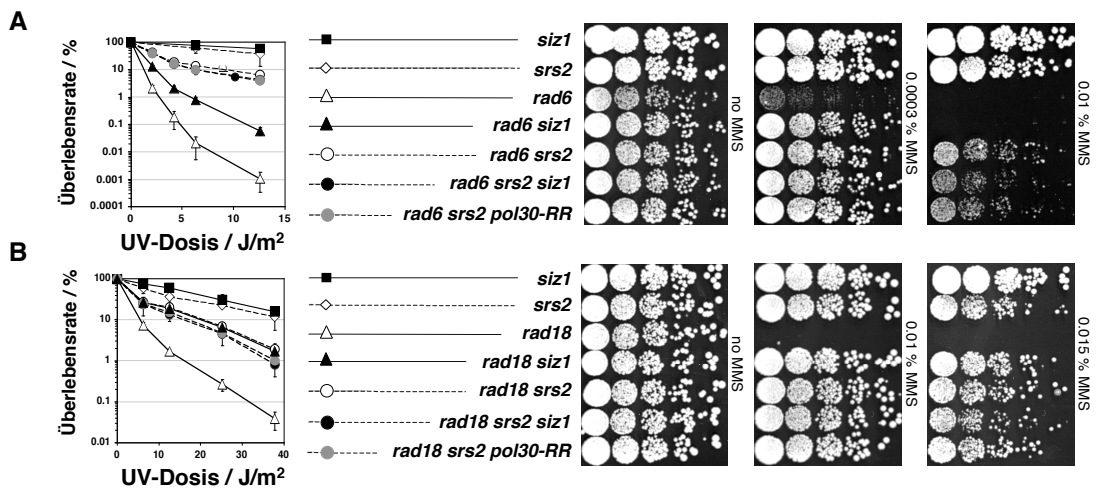 A
Überlebensrate / %
100
10
1
0.1
0.01
0.001
0.0001
0 5 10 15
UV-Dosis / J/m²
siz1
srs2
rad6
rad6 siz1
rad6 srs2
rad6 srs2 siz1
rad6 srs2 pol30-RR
no MMS
0.0003 % MMS
0.01 % MMS
B
Überlebensrate / %
100
10
1
0.1
0.01
0 10 20 30 40
UV-Dosis / J/m²
siz1
srs2
rad18
rad18 siz1
rad18 srs2
rad18 srs2 siz1
rad18 srs2 pol30-RR
no MMS
0.01 % MMS
0.015 % MMS